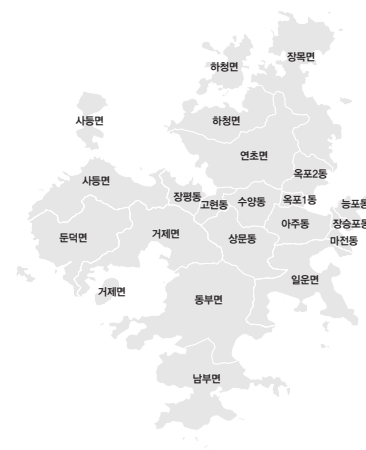 장목면
하청면
사등면
하청면
연초면
옥포2동
사등면
장평동
고현동
수양동
옥포1동
능포동
둔덕면
거제면
상문동
아주동
장승포동
마전동
일운면
거제면
동부면
남부면